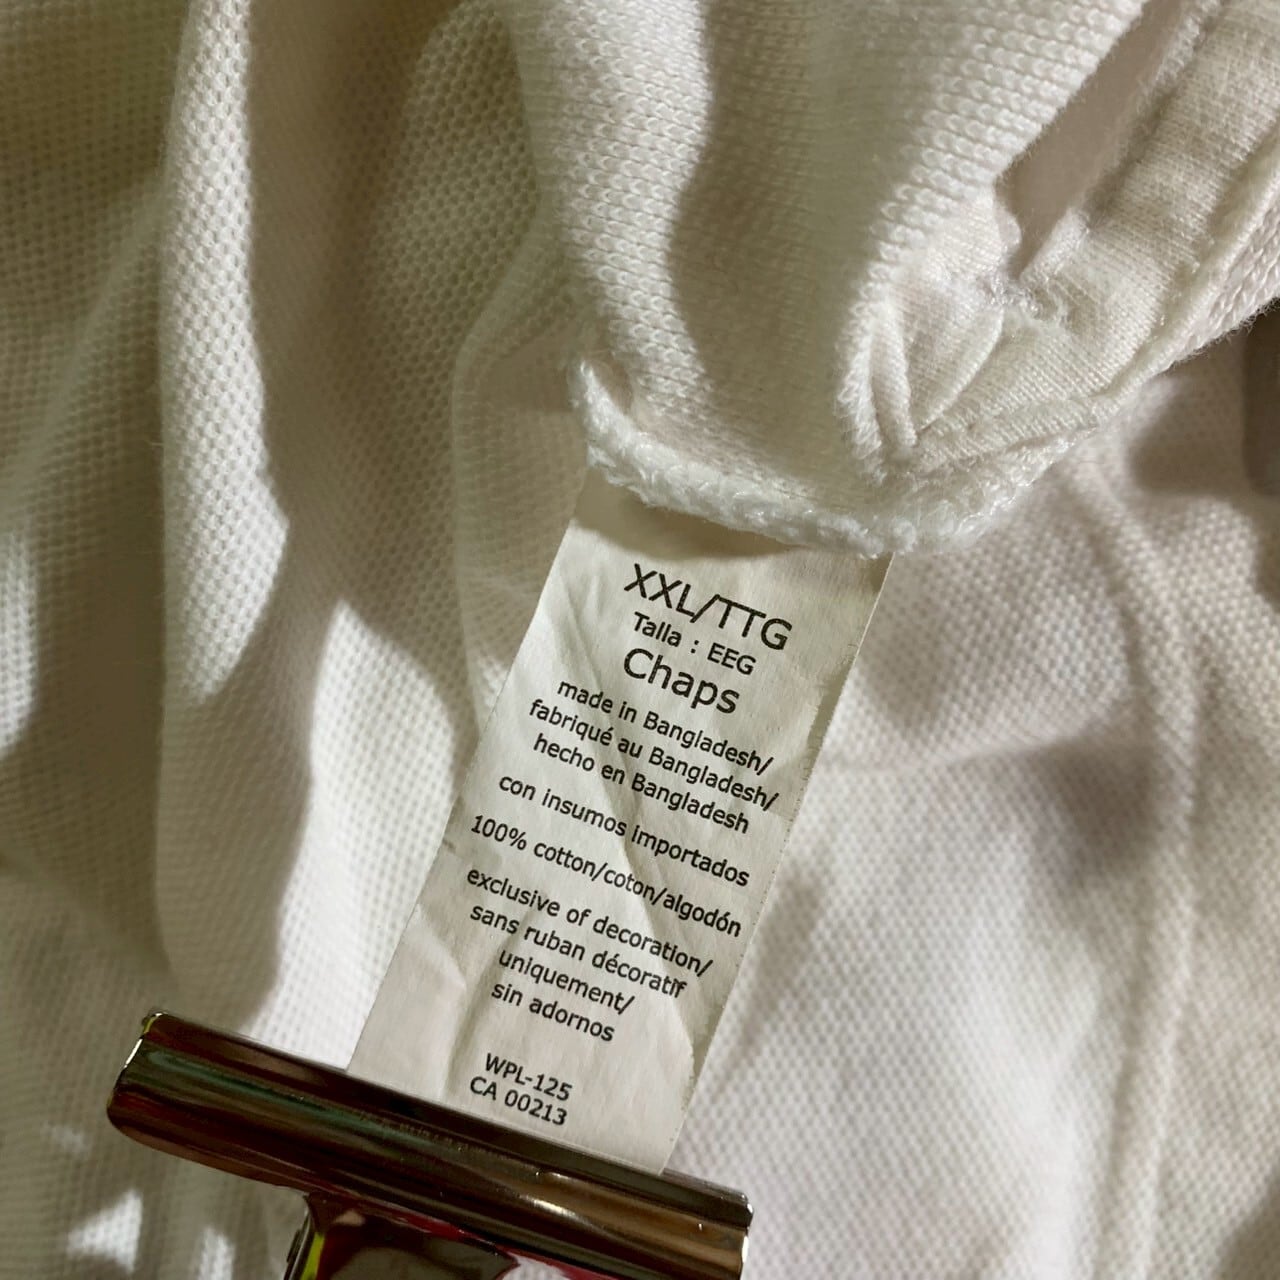 XXL/TTG
Talla : EEG
Chaps
made in Bangladesh/
fabriqué au Bangladesh/
hecho en Bangladesh
con insumos importados
100% cotton/coton/algodón
exclusive of decoration/
sans ruban décoratif
uniquement/
sin adornos
WPL-125
CA 00213